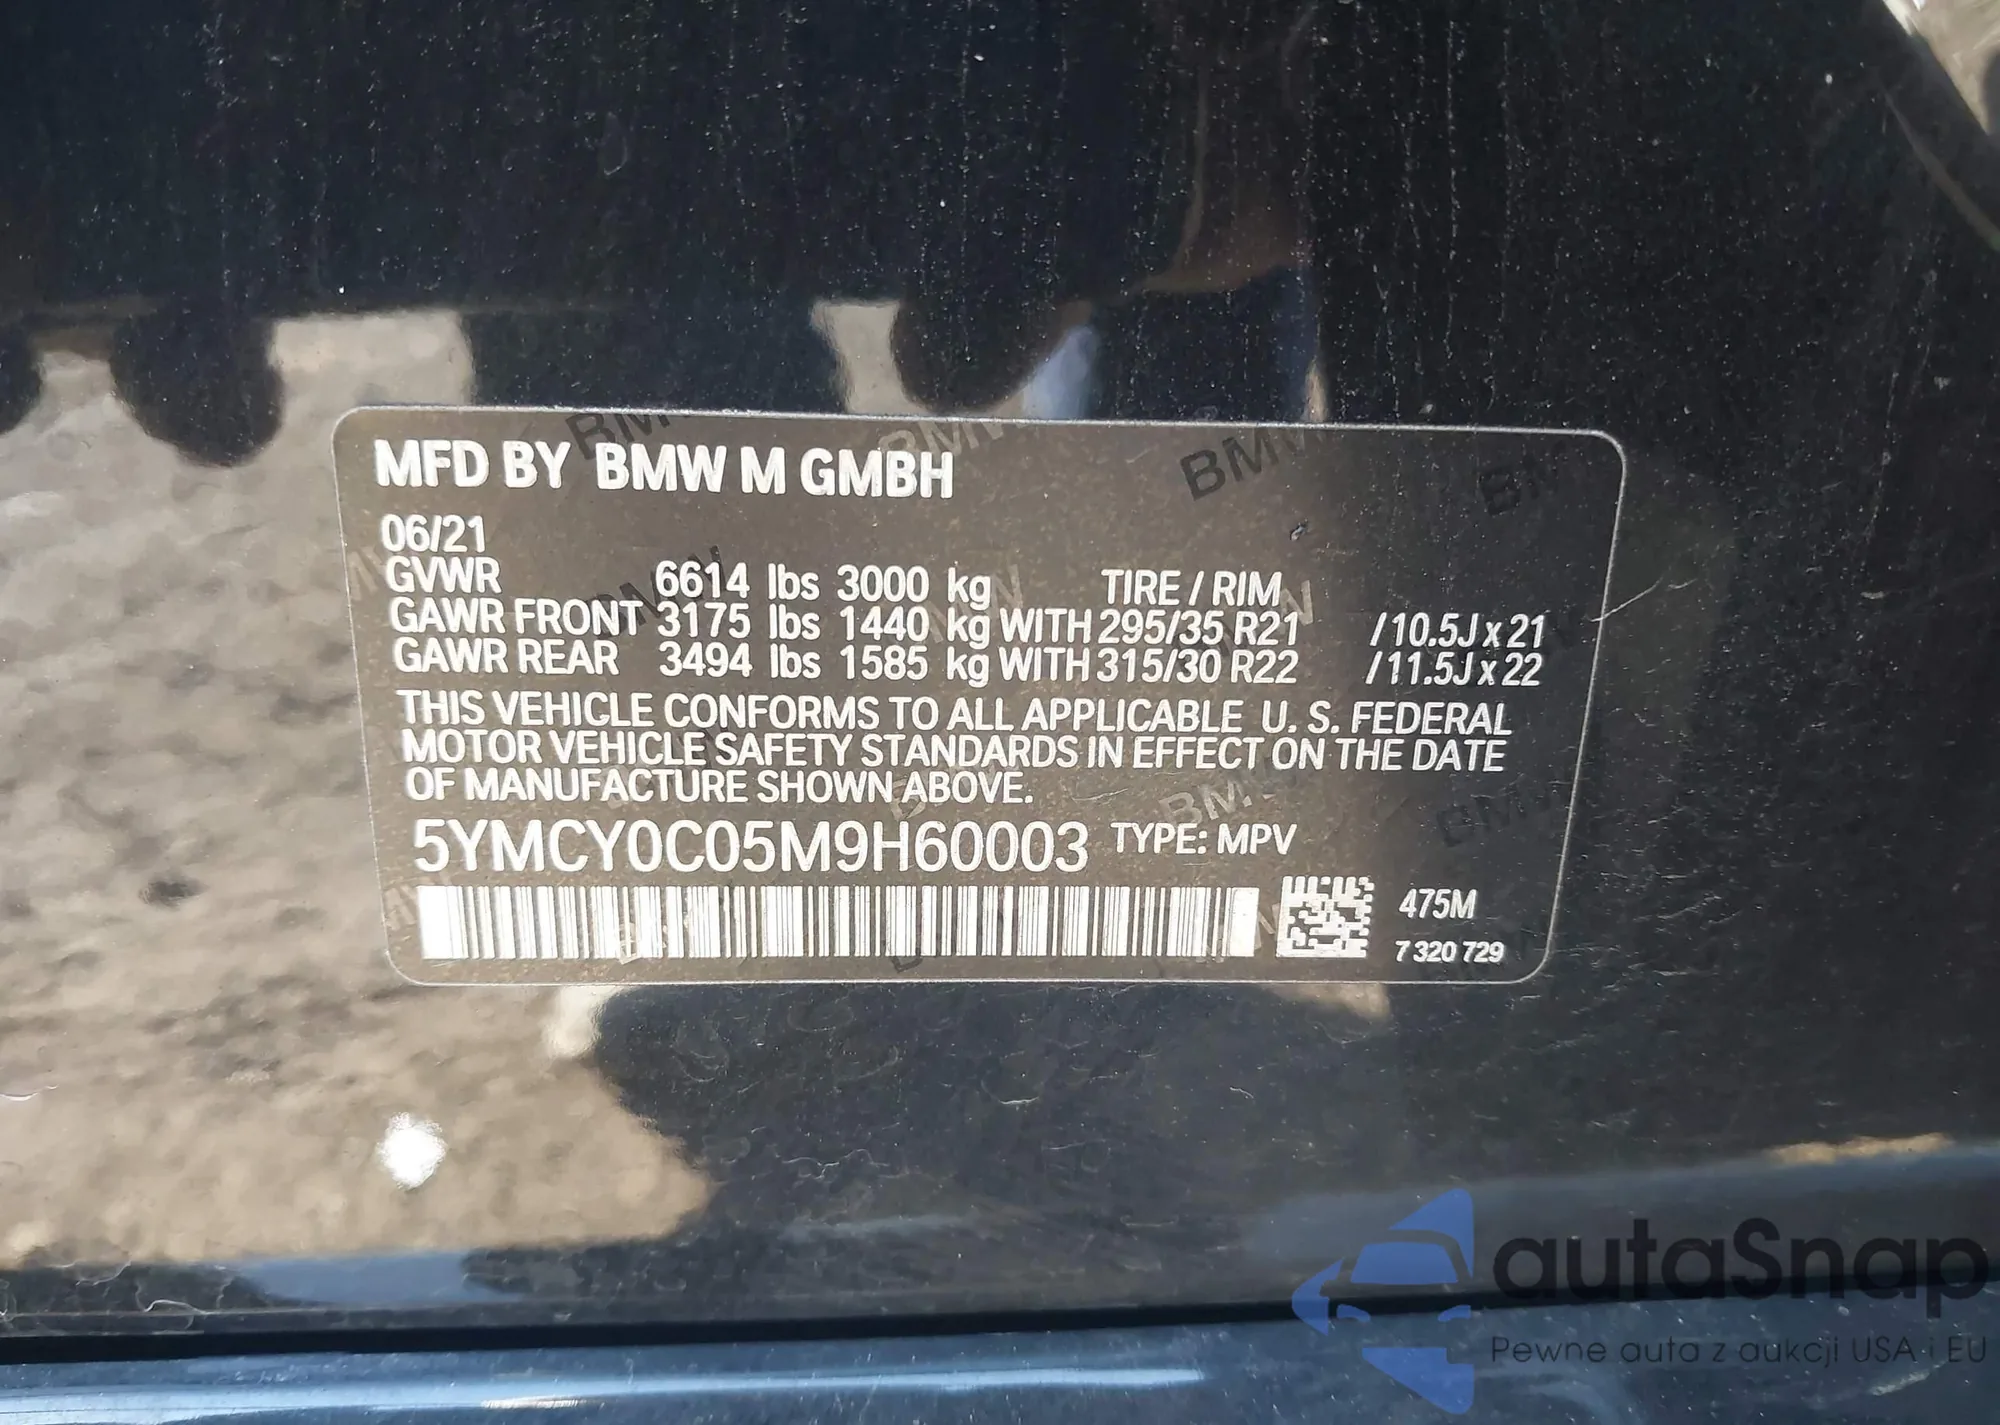 MFD BY BMW M GMBH
06/21
GVWR 6614 lbs 3000 kg TIRE / RIM
GAWR FRONT 3175 lbs 1440 kg WITH 295/35 R21 /10.5J x 21
GAWR REAR 3494 lbs 1585 kg WITH 315/30 R22 /11.5J x 22
THIS VEHICLE CONFORMS TO ALL APPLICABLE U. S. FEDERAL
MOTOR VEHICLE SAFETY STANDARDS IN EFFECT ON THE DATE
OF MANUFACTURE SHOWN ABOVE.
5YMCY0C05M9H60003 TYPE: MPV
475M
7 320 729
autaSnap
Pewne auta z aukcji USA i EU